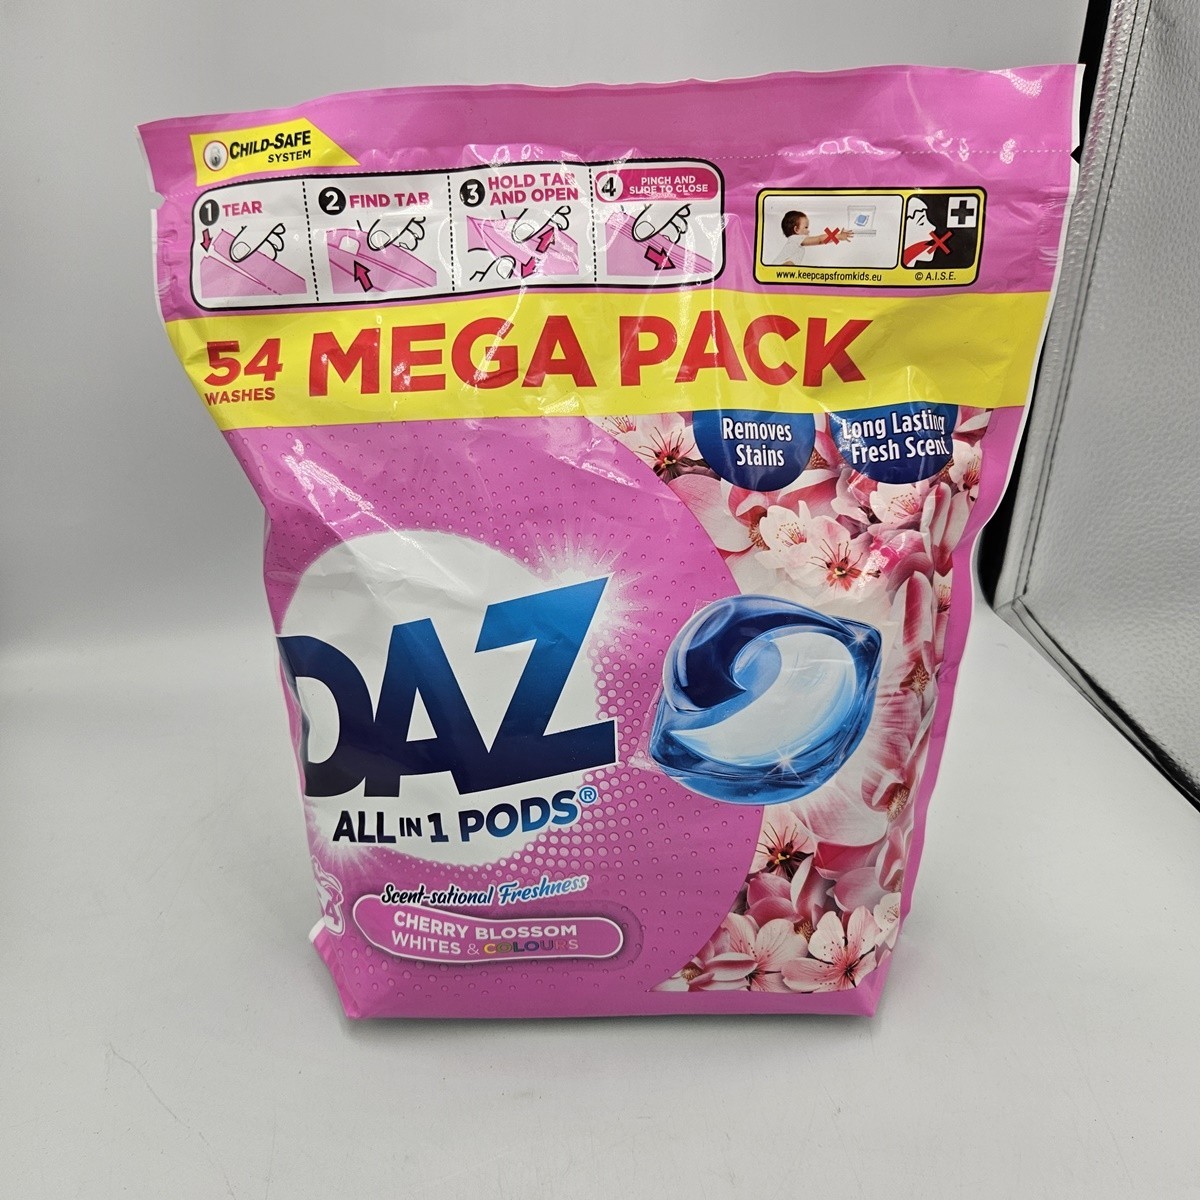 CHILD-SAFE
SYSTEM
1 TEAR
2 FIND TAB
3 HOLD TAB
AND OPEN
4 PINCH AND
SLIDE TO CLOSE
www.keepcapsfromkids.eu
© A.I.S.E.
54
WASHES
MEGA PACK
Removes
Stains
Long Lasting
Fresh Scent
DAZ
ALL IN 1 PODS®
Scent-sational Freshness
CHERRY BLOSSOM
WHITES & COLOURS